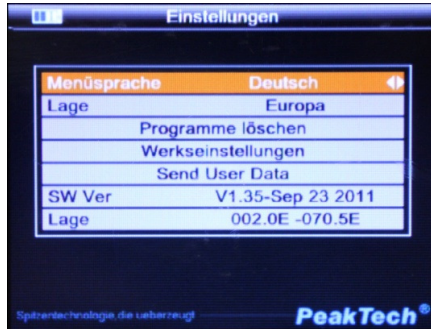 Einstellungen
Menüsprache Deutsch
Lage Europa
Programme löschen
Werkseinstellungen
Send User Data
SW Ver V1.35-Sep 23 2011
Lage 002.0E -070.5E
Spitzentechnologie,die ueberzeugt PeakTech®